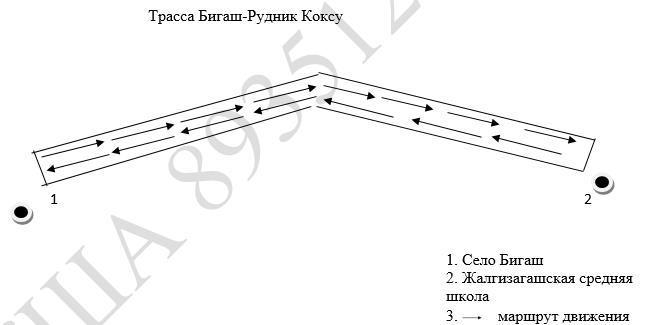 Трасса Бигаш-Рудник Коксу
1
2
1. Село Бигаш
2. Жалгизагашская средняя
школа
3. → маршрут движения